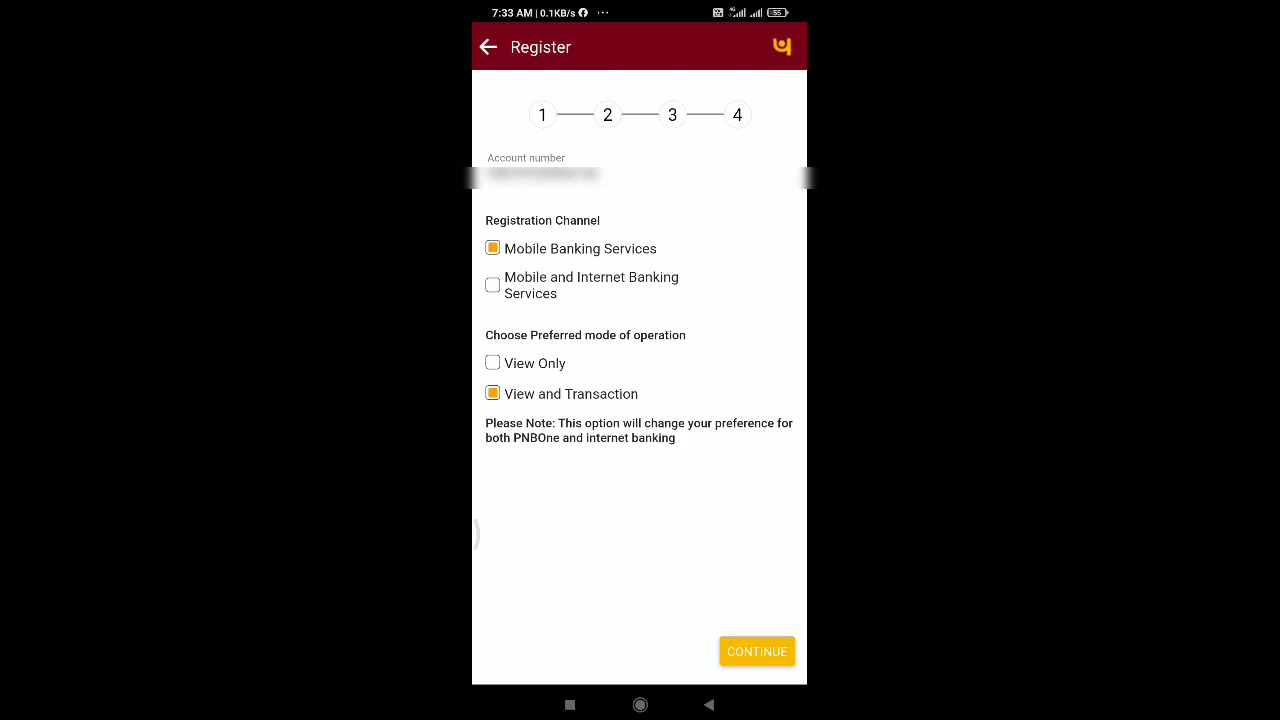 7:33 AM | 0.1KB/s ··· 4G 55
Register
1 2 3 4
Account number
Registration Channel
Mobile Banking Services
Mobile and Internet Banking
Services
Choose Preferred mode of operation
View Only
View and Transaction
Please Note: This option will change your preference for
both PNBOne and internet banking
CONTINUE